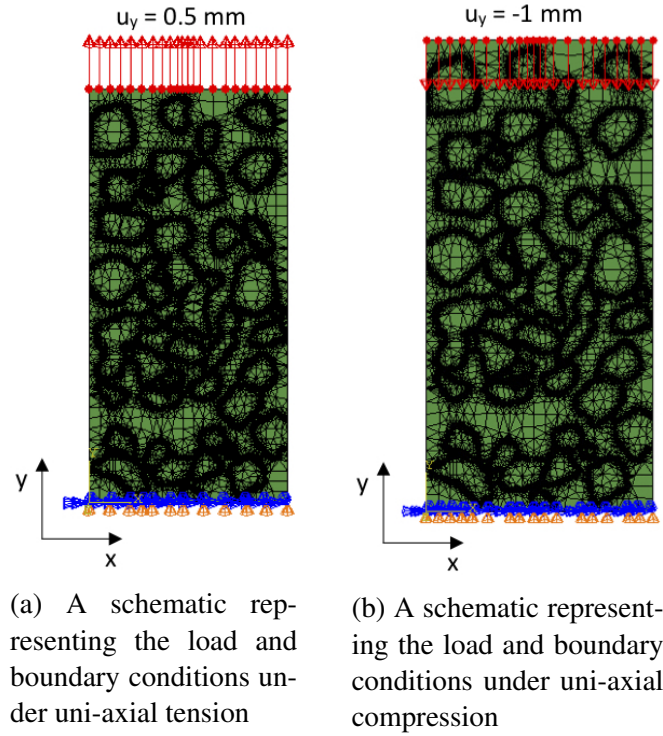 u_y = 0.5 mm
u_y = -1 mm
y
x
y
x
(a) A schematic rep-
resenting the load and
boundary conditions un-
der uni-axial tension
(b) A schematic represent-
ing the load and boundary
conditions under uni-axial
compression